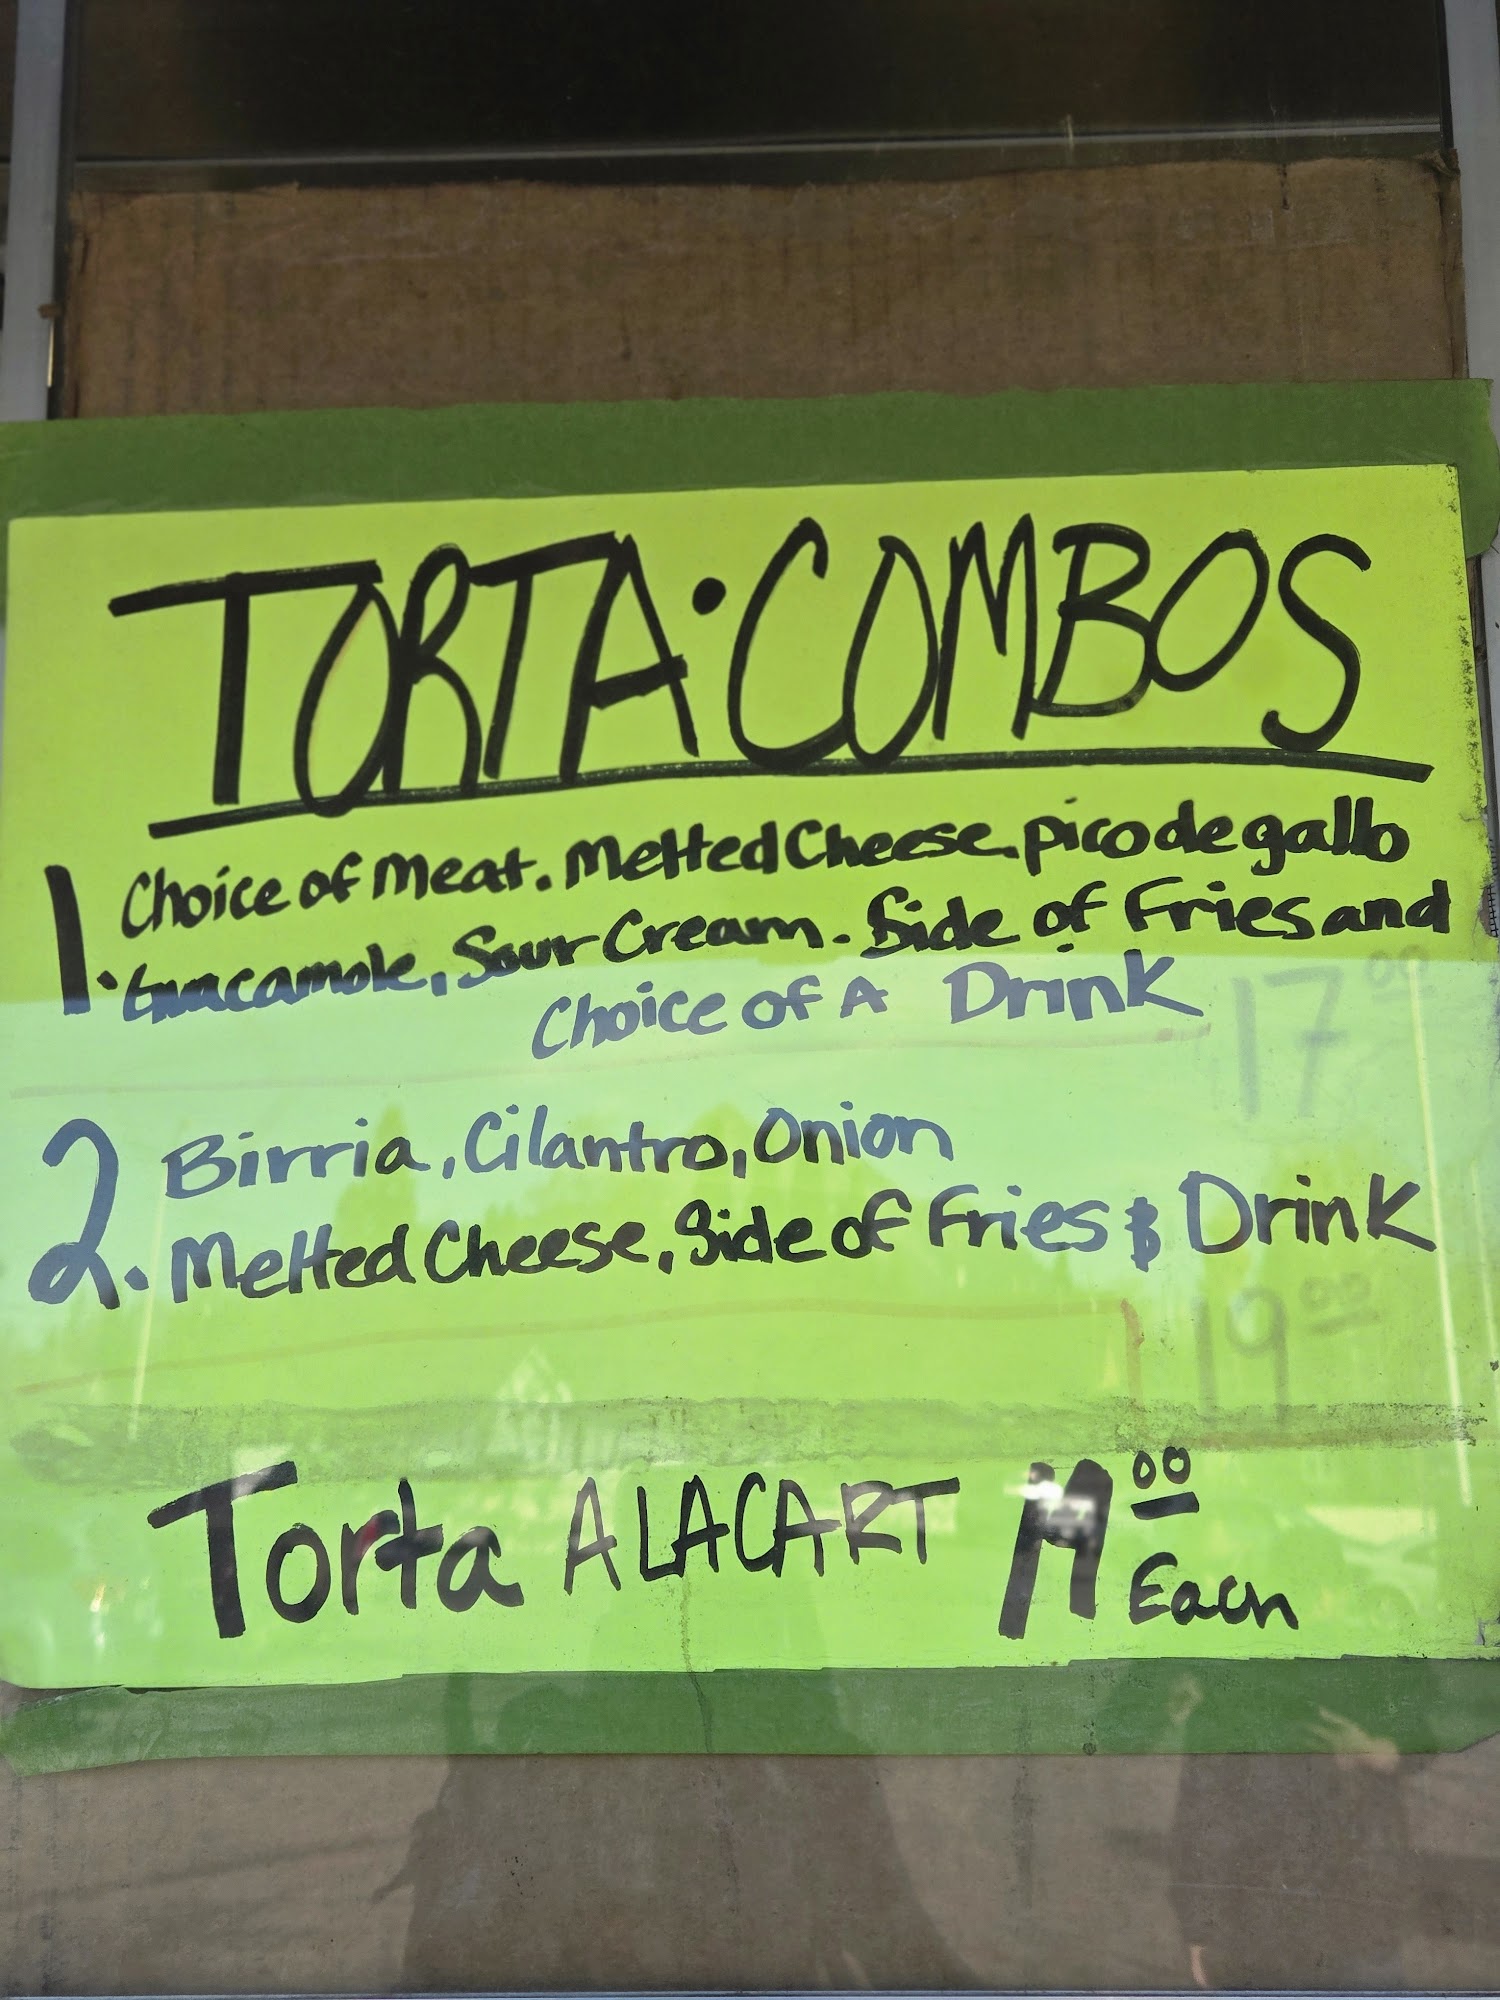 TORTA·COMBOS
1. Choice of Meat. Melted Cheese. pico de gallo
Guacamole, Sour Cream. Side of Fries and
Choice of A Drink 17.00
2. Birria, Cilantro, Onion
Melted Cheese, Side of Fries & Drink
19.00
Torta ALACART 00
Each